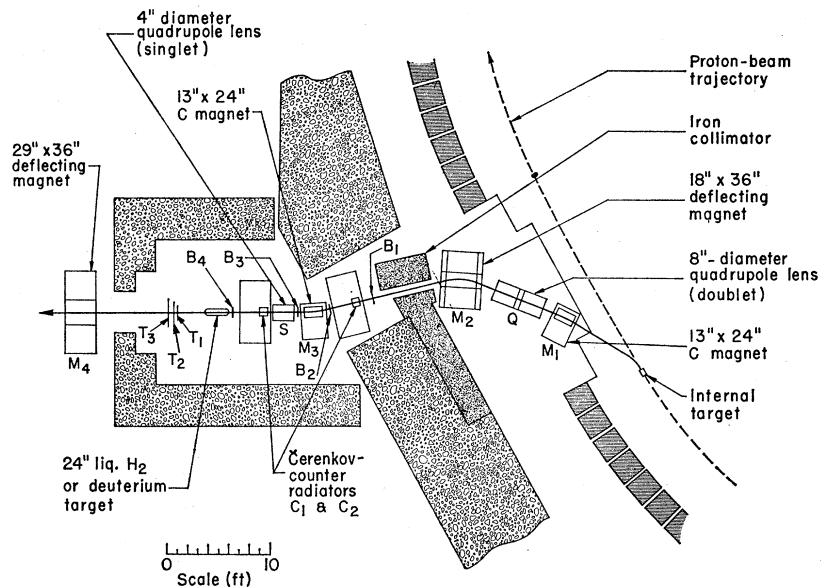 4" diameter
quadrupole lens
(singlet)
13" x 24"
C magnet
29" x 36"
deflecting
magnet
Proton-beam
trajectory
Iron
collimator
18" x 36"
deflecting
magnet
8"- diameter
quadrupole lens
(doublet)
13" x 24"
C magnet
Internal
target
B4
B3
B1
M4
T3
T2
T1
S
M3
B2
M2
Q
M1
24" liq. H2
or deuterium
target
Čerenkov-
counter
radiators
C1 & C2
0 10
Scale (ft)